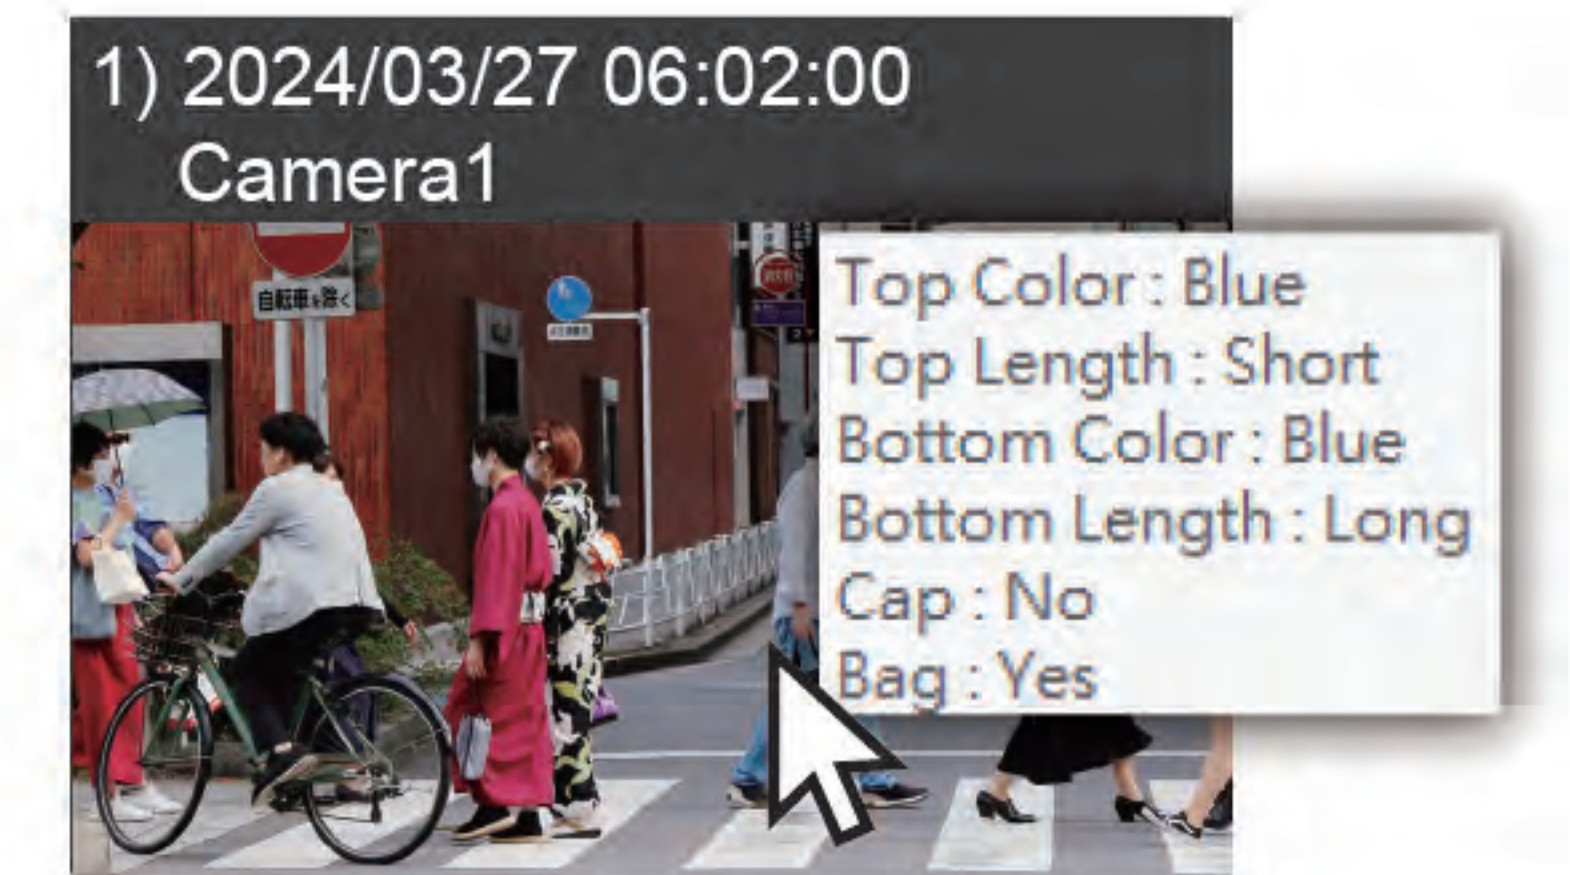 1) 2024/03/27 06:02:00
Camera1
自転車を除く
Top Color : Blue
Top Length : Short
Bottom Color : Blue
Bottom Length : Long
Cap : No
Bag : Yes